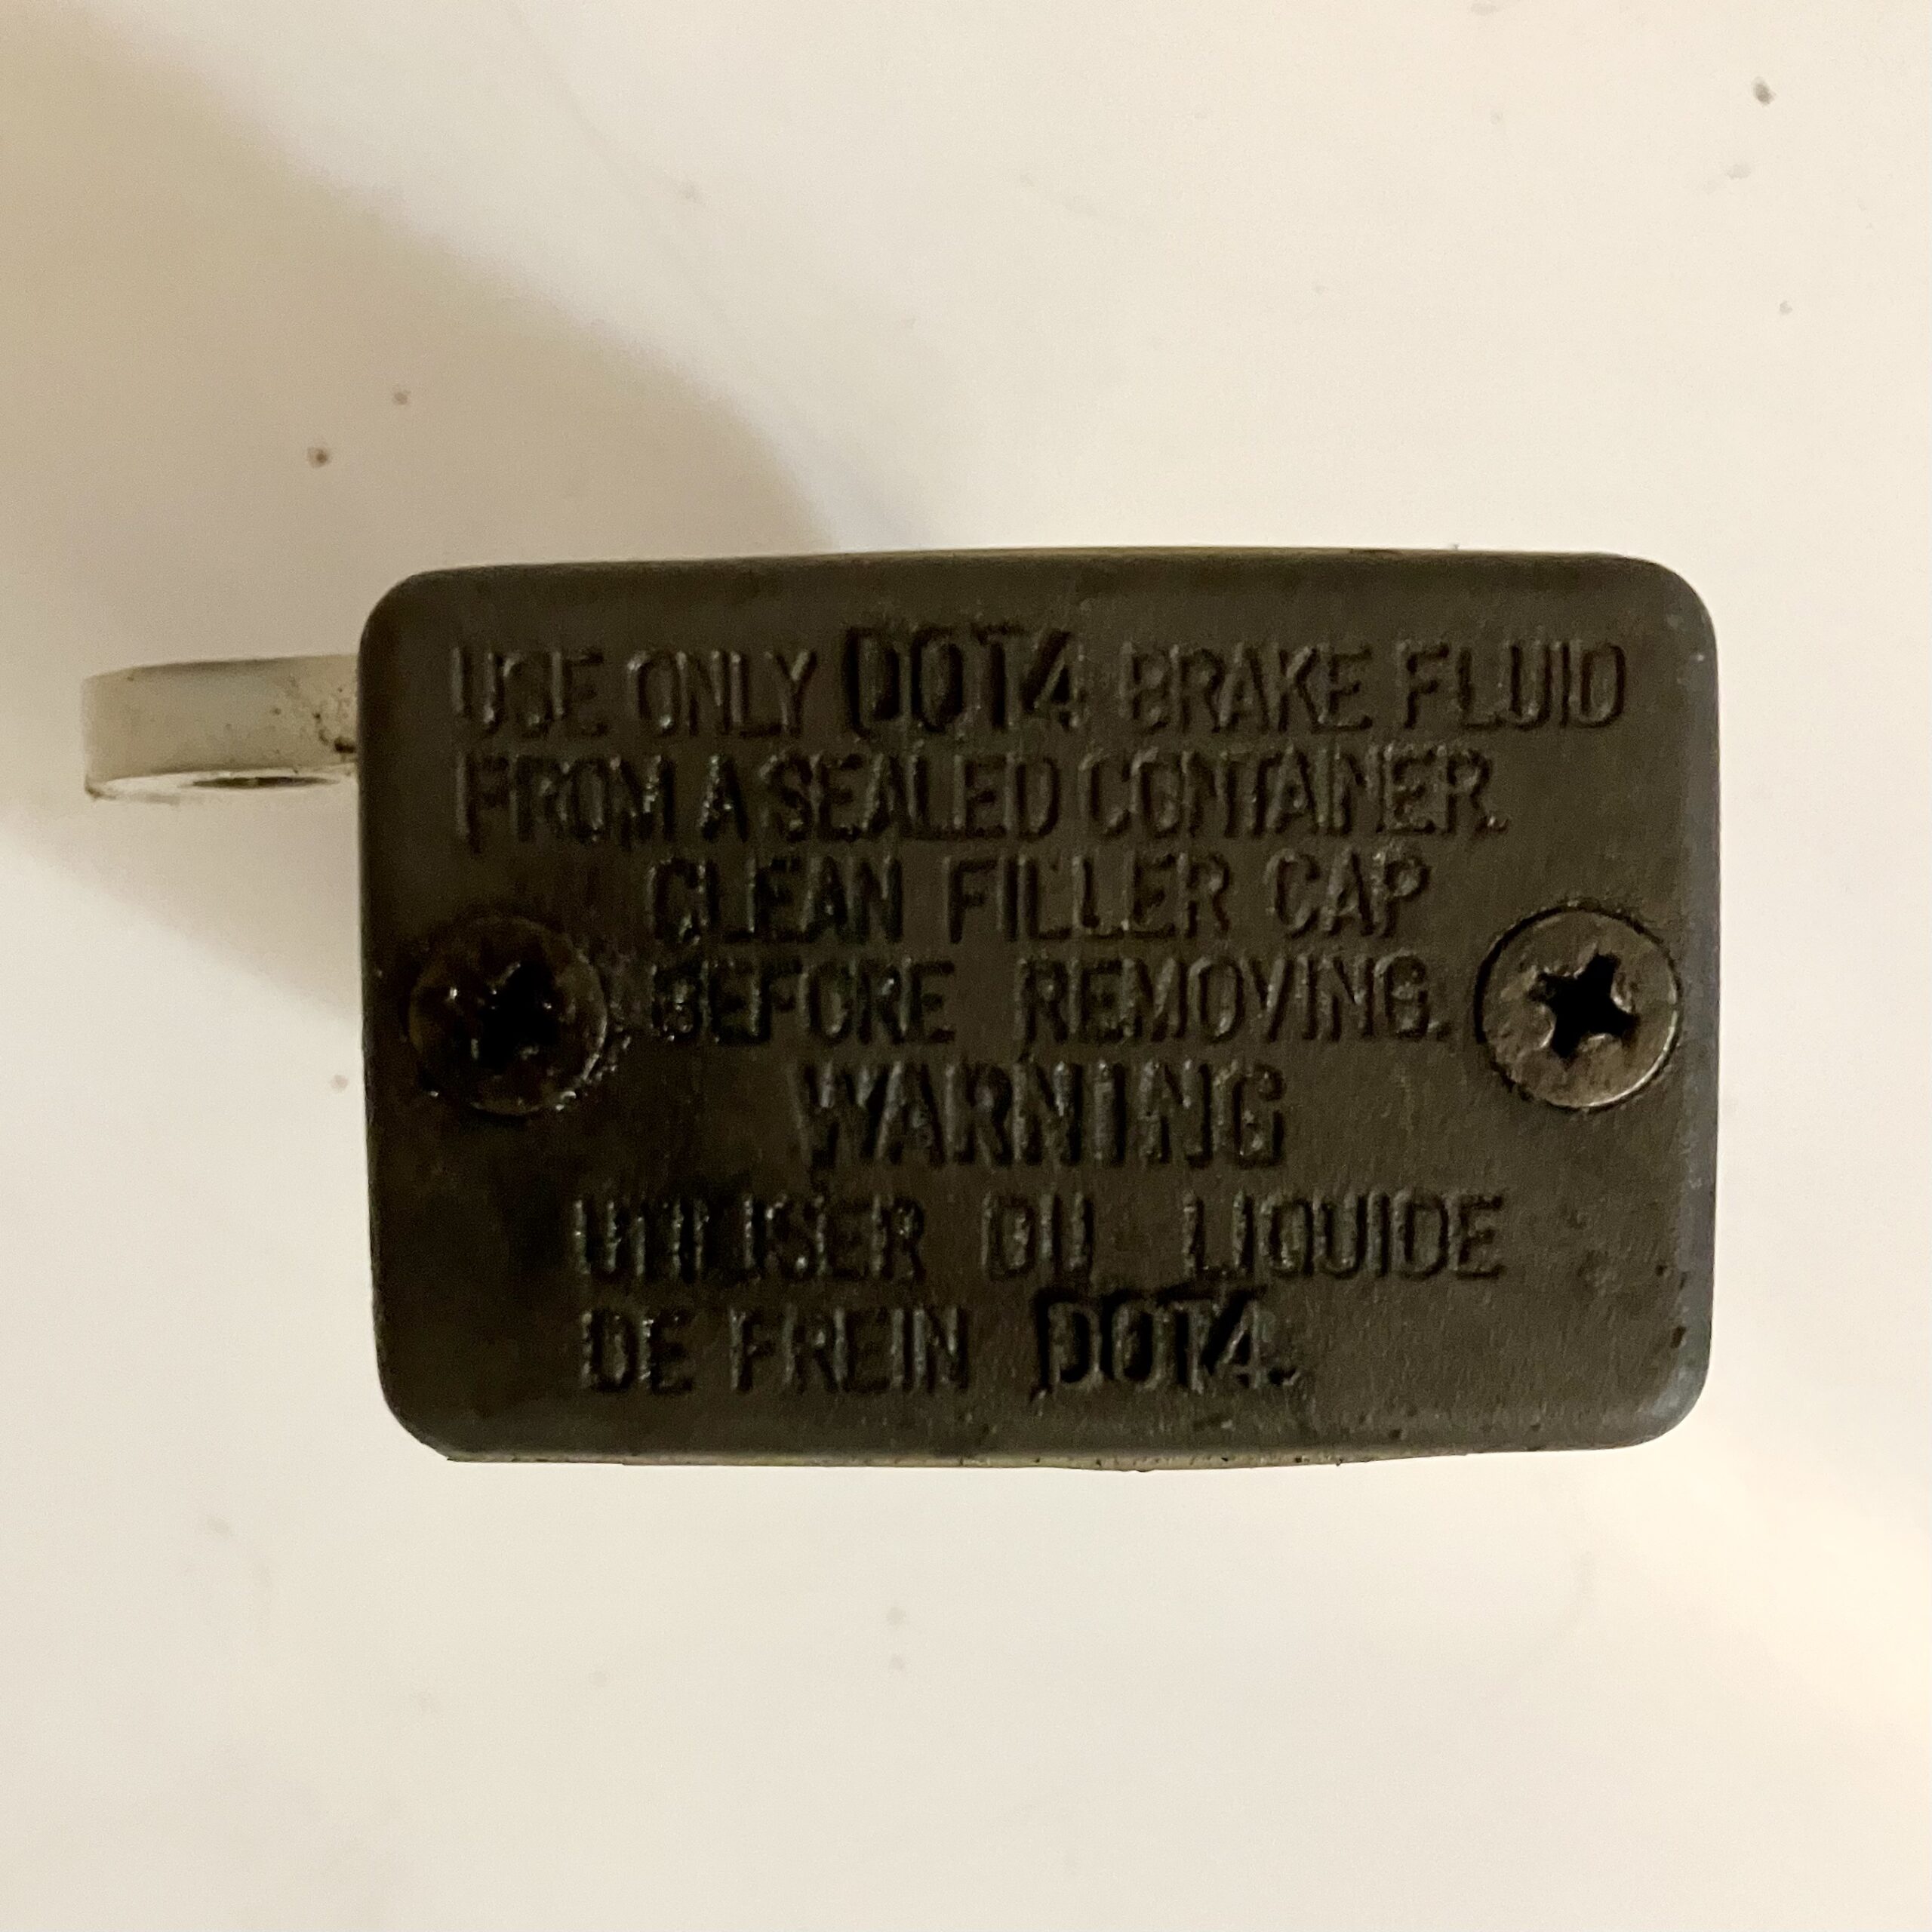 USE ONLY DOT4 BRAKE FLUID
FROM A SEALED CONTAINER.
CLEAN FILLER CAP
BEFORE REMOVING.
WARNING
UTILISER DU LIQUIDE
DE FREIN DOT4.